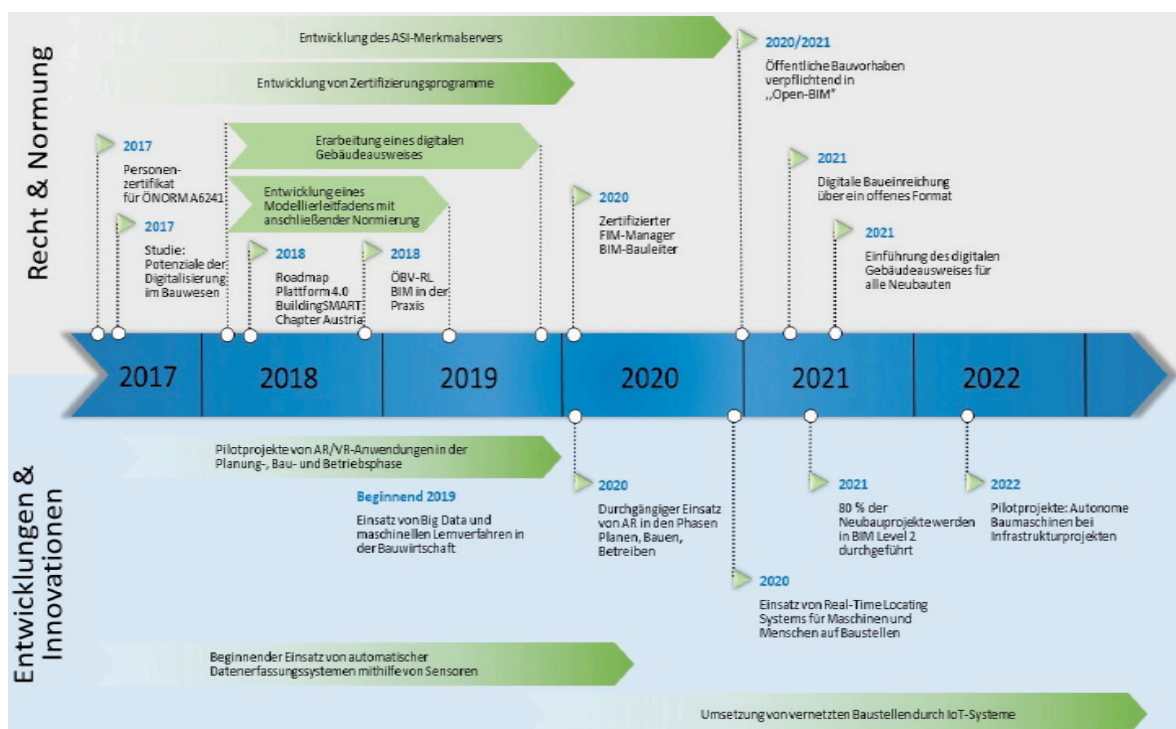 Recht & Normung
Entwicklung des ASI-Merkmalservers
Entwicklung von Zertifizierungsprogramme
2020/2021
Öffentliche Bauvorhaben
verpflichtend in
,,Open-BIM"
2017
Personen-
zertifikat
für ÖNORM A6241
Erarbeitung eines digitalen
Gebäudeausweises
Entwicklung eines
Modellierleitfadens mit
anschließender Normierung
2017
Studie:
Potenziale der
Digitalisierung
im Bauwesen
2018
Roadmap
Plattform 4.0
BuildingSMART
Chapter Austria
2018
ÖBV-RL
BIM in der
Praxis
2020
Zertifizierter
FIM-Manager
BIM-Bauleiter
2021
Digitale Baueinreichung
über ein offenes Format
2021
Einführung des digitalen
Gebäudeausweises für
alle Neubauten
2017
2018
2019
2020
2021
2022
Entwicklungen &
Innovationen
Pilotprojekte von AR/VR-Anwendungen in der
Planung-, Bau- und Betriebsphase
Beginnend 2019
Einsatz von Big Data und
maschinellen Lernverfahren in
der Bauwirtschaft
2020
Durchgängiger Einsatz
von AR in den Phasen
Planen, Bauen,
Betreiben
2020
Einsatz von Real-Time Locating
Systems für Maschinen und
Menschen auf Baustellen
2021
80 % der
Neubauprojekte werden
in BIM Level 2
durchgeführt
2022
Pilotprojekte: Autonome
Baumaschinen bei
Infrastrukturprojekten
Beginnender Einsatz von automatischer
Datenerfassungssystemen mithilfe von Sensoren
Umsetzung von vernetzten Baustellen durch IoT-Systeme